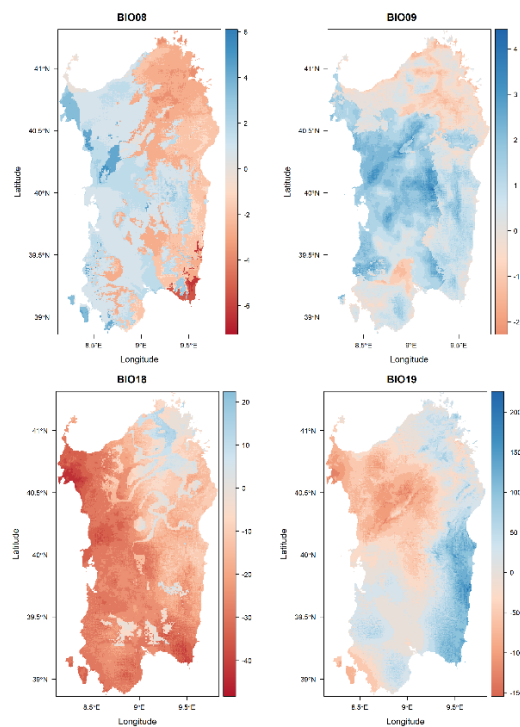 BIO08
BIO09
41°N
40.5°N
40°N
39.5°N
39°N
Latitude
8.5°E
9°E
9.5°E
Longitude
6
4
2
0
-2
-4
-6
41°N
40.5°N
40°N
39.5°N
39°N
Latitude
8.5°E
9°E
9.5°E
Longitude
4
3
2
1
0
-1
-2
BIO18
BIO19
41°N
40.5°N
40°N
39.5°N
39°N
Latitude
8.5°E
9°E
9.5°E
Longitude
20
10
0
-10
-20
-30
-40
41°N
40.5°N
40°N
39.5°N
39°N
Latitude
8.5°E
9°E
9.5°E
Longitude
200
150
100
50
0
-50
-100
-150